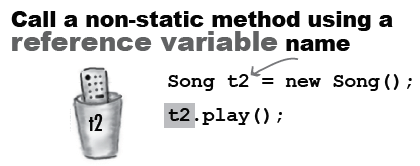 Call a non-static method using a
reference variable name
Song t2 = new Song();
t2.play();
t2